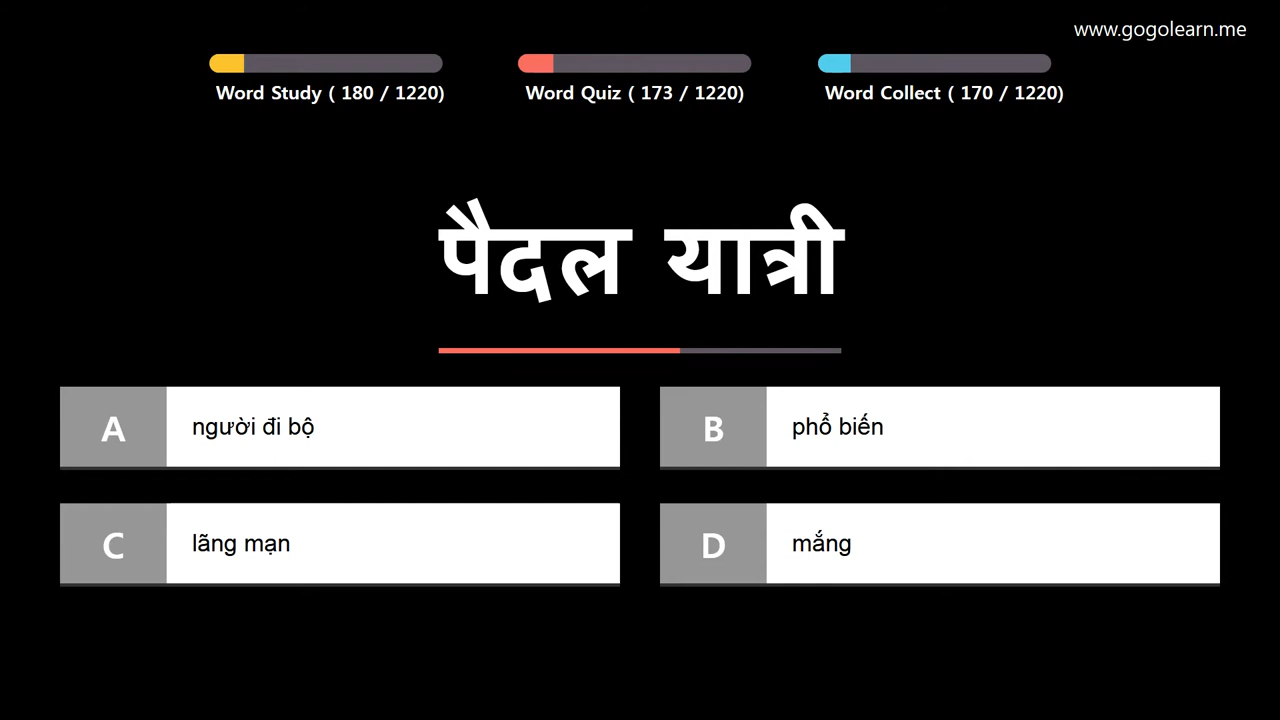 www.gogolearn.me
Word Study ( 180 / 1220)
Word Quiz ( 173 / 1220)
Word Collect ( 170 / 1220)
पैदल यात्री
A người đi bộ
B phổ biến
C lãng mạn
D mắng